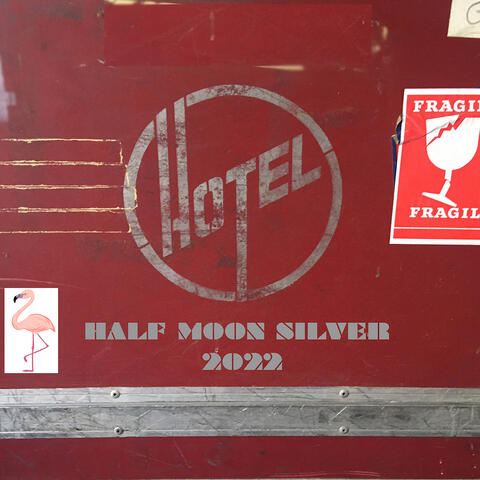 FRAGIL
HOTEL
FRAGIL
HALF MOON SILVER
2022